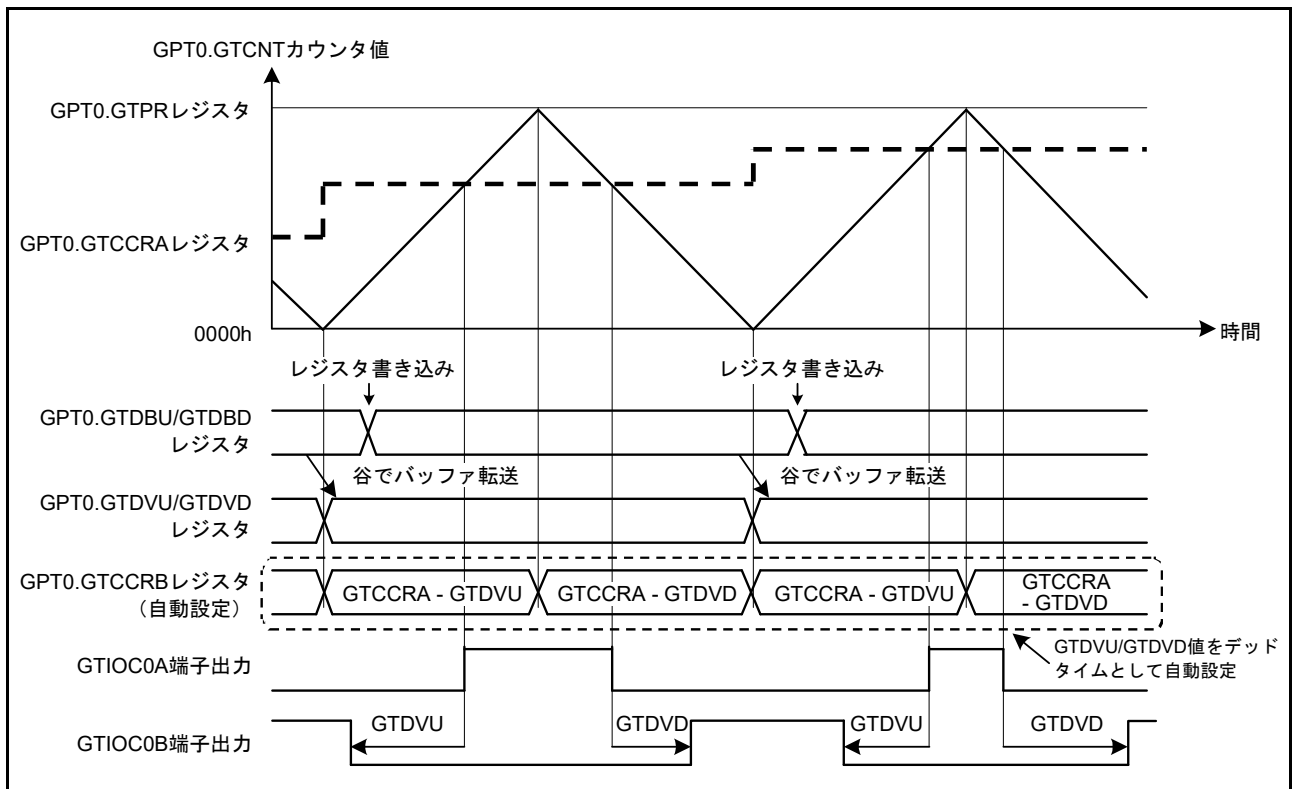 GPT0.GTCNTカウンタ値
GPT0.GTPRレジスタ
GPT0.GTCCRAレジスタ
0000h
時間
レジスタ書き込み
レジスタ書き込み
GPT0.GTDBU/GTDBD
レジスタ
谷でバッファ転送
谷でバッファ転送
GPT0.GTDVU/GTDVD
レジスタ
GPT0.GTCCRBレジスタ
（自動設定）
GTCCRA - GTDVU
GTCCRA - GTDVD
GTCCRA - GTDVU
GTCCRA
- GTDVD
GTDVU/GTDVD値をデッド
タイムとして自動設定
GTIOC0A端子出力
GTDVU
GTDVD
GTDVU
GTDVD
GTIOC0B端子出力